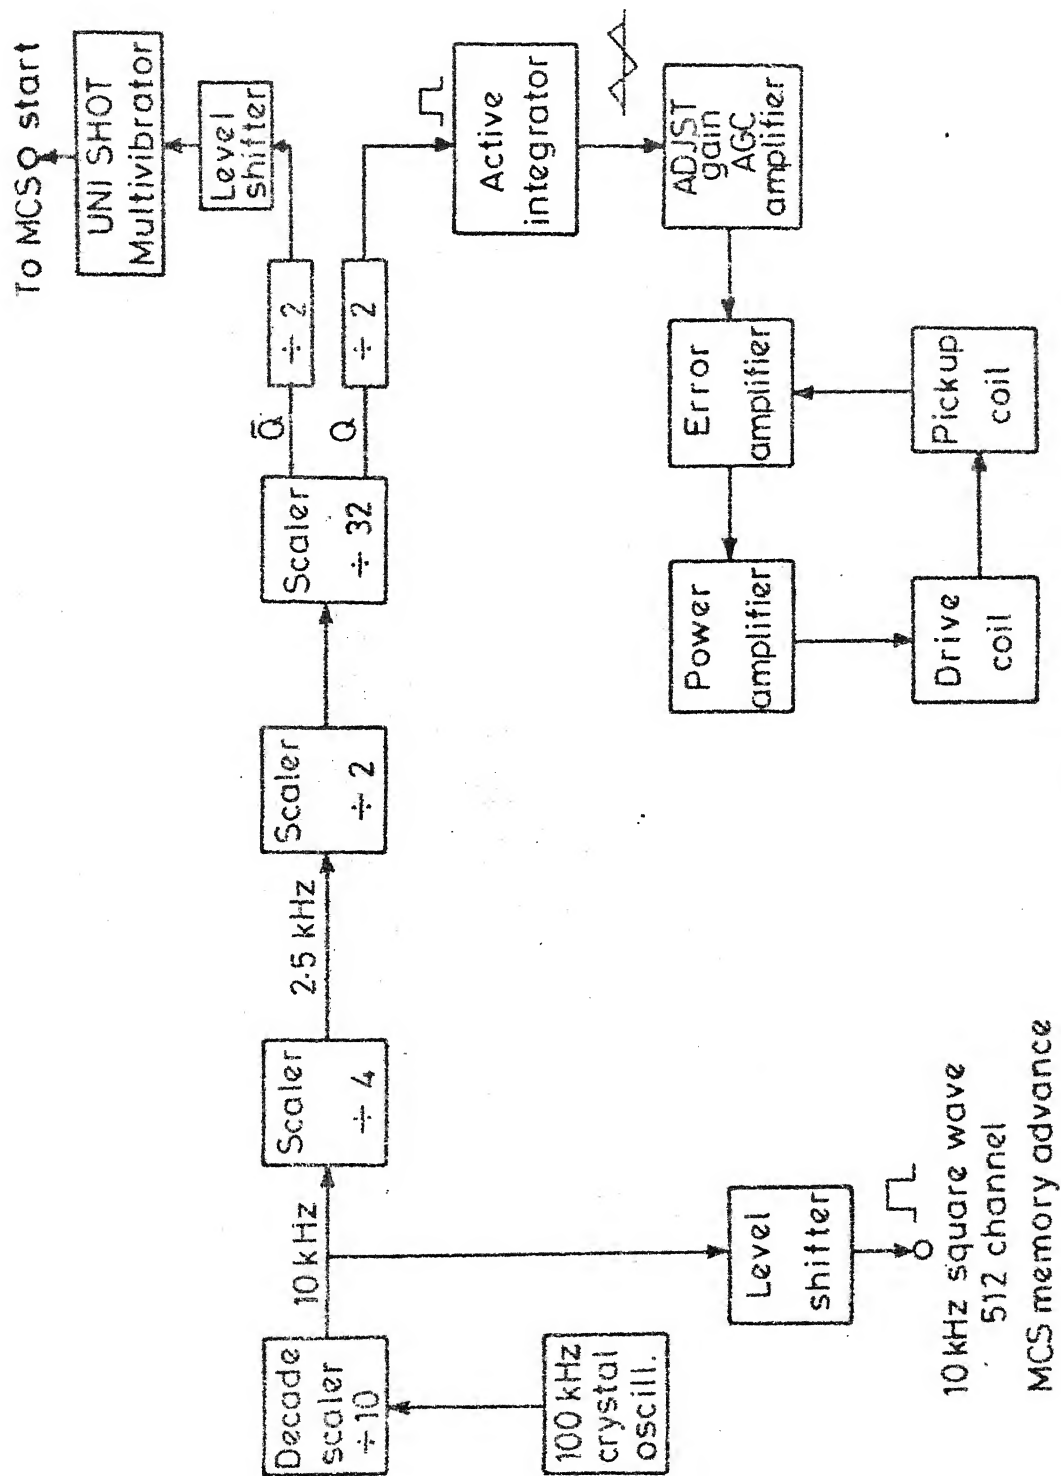 100 kHz
crystal
oscill.
Decade
scaler
÷ 10
10 kHz
Scaler
÷ 4
2·5 kHz
Scaler
÷ 2
Scaler
÷ 32
Q̅
Q
÷ 2
÷ 2
Level
shifter
UNI SHOT
Multivibrator
To MCS start
Active
integrator
ADJST
gain
AGC
amplifier
Error
amplifier
Power
amplifier
Drive
coil
Pickup
coil
Level
shifter
10 kHz square wave
512 channel
MCS memory advance